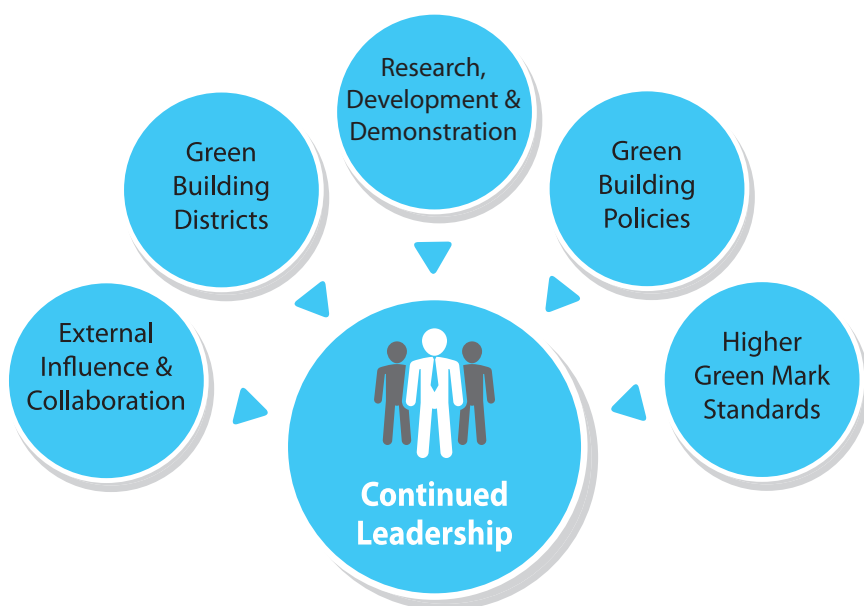 External
Influence &
Collaboration
Green
Building
Districts
Research,
Development &
Demonstration
Green
Building
Policies
Higher
Green Mark
Standards
Continued
Leadership